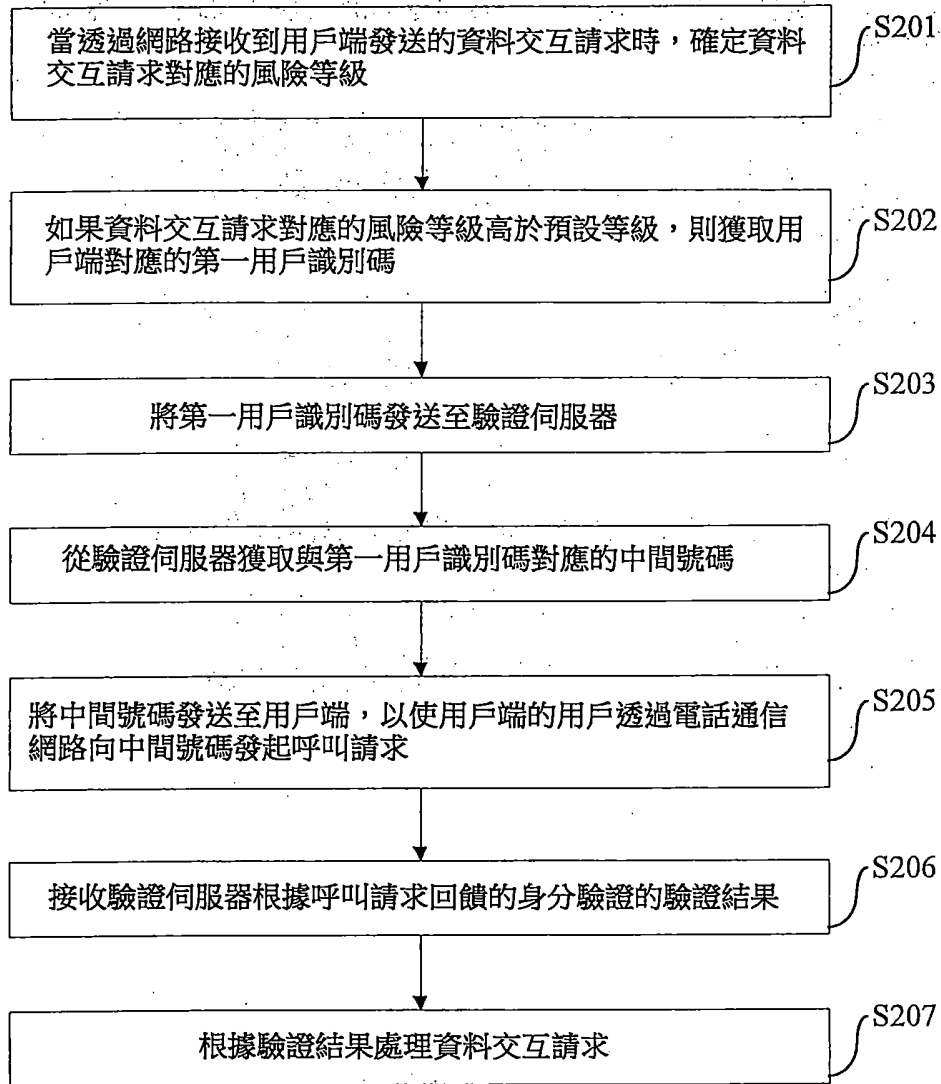 當透過網路接收到用戶端發送的資料交互請求時，確定資料
交互請求對應的風險等級
S201
如果資料交互請求對應的風險等級高於預設等級，則獲取用
戶端對應的第一用戶識別碼
S202
將第一用戶識別碼發送至驗證伺服器
S203
從驗證伺服器獲取與第一用戶識別碼對應的中間號碼
S204
將中間號碼發送至用戶端，以使用戶端的用戶透過電話通信
網路向中間號碼發起呼叫請求
S205
接收驗證伺服器根據呼叫請求回饋的身分驗證的驗證結果
S206
根據驗證結果處理資料交互請求
S207